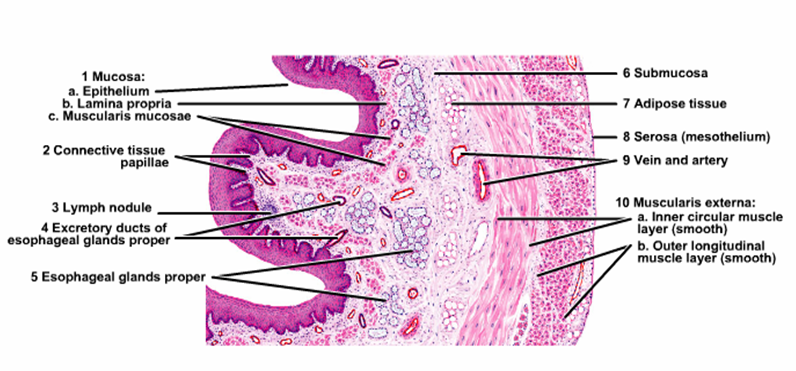 1 Mucosa:
a. Epithelium
b. Lamina propria
c. Muscularis mucosae
2 Connective tissue
papillae
3 Lymph nodule
4 Excretory ducts of
esophageal glands proper
5 Esophageal glands proper
6 Submucosa
7 Adipose tissue
8 Serosa (mesothelium)
9 Vein and artery
10 Muscularis externa:
a. Inner circular muscle
layer (smooth)
b. Outer longitudinal
muscle layer (smooth)